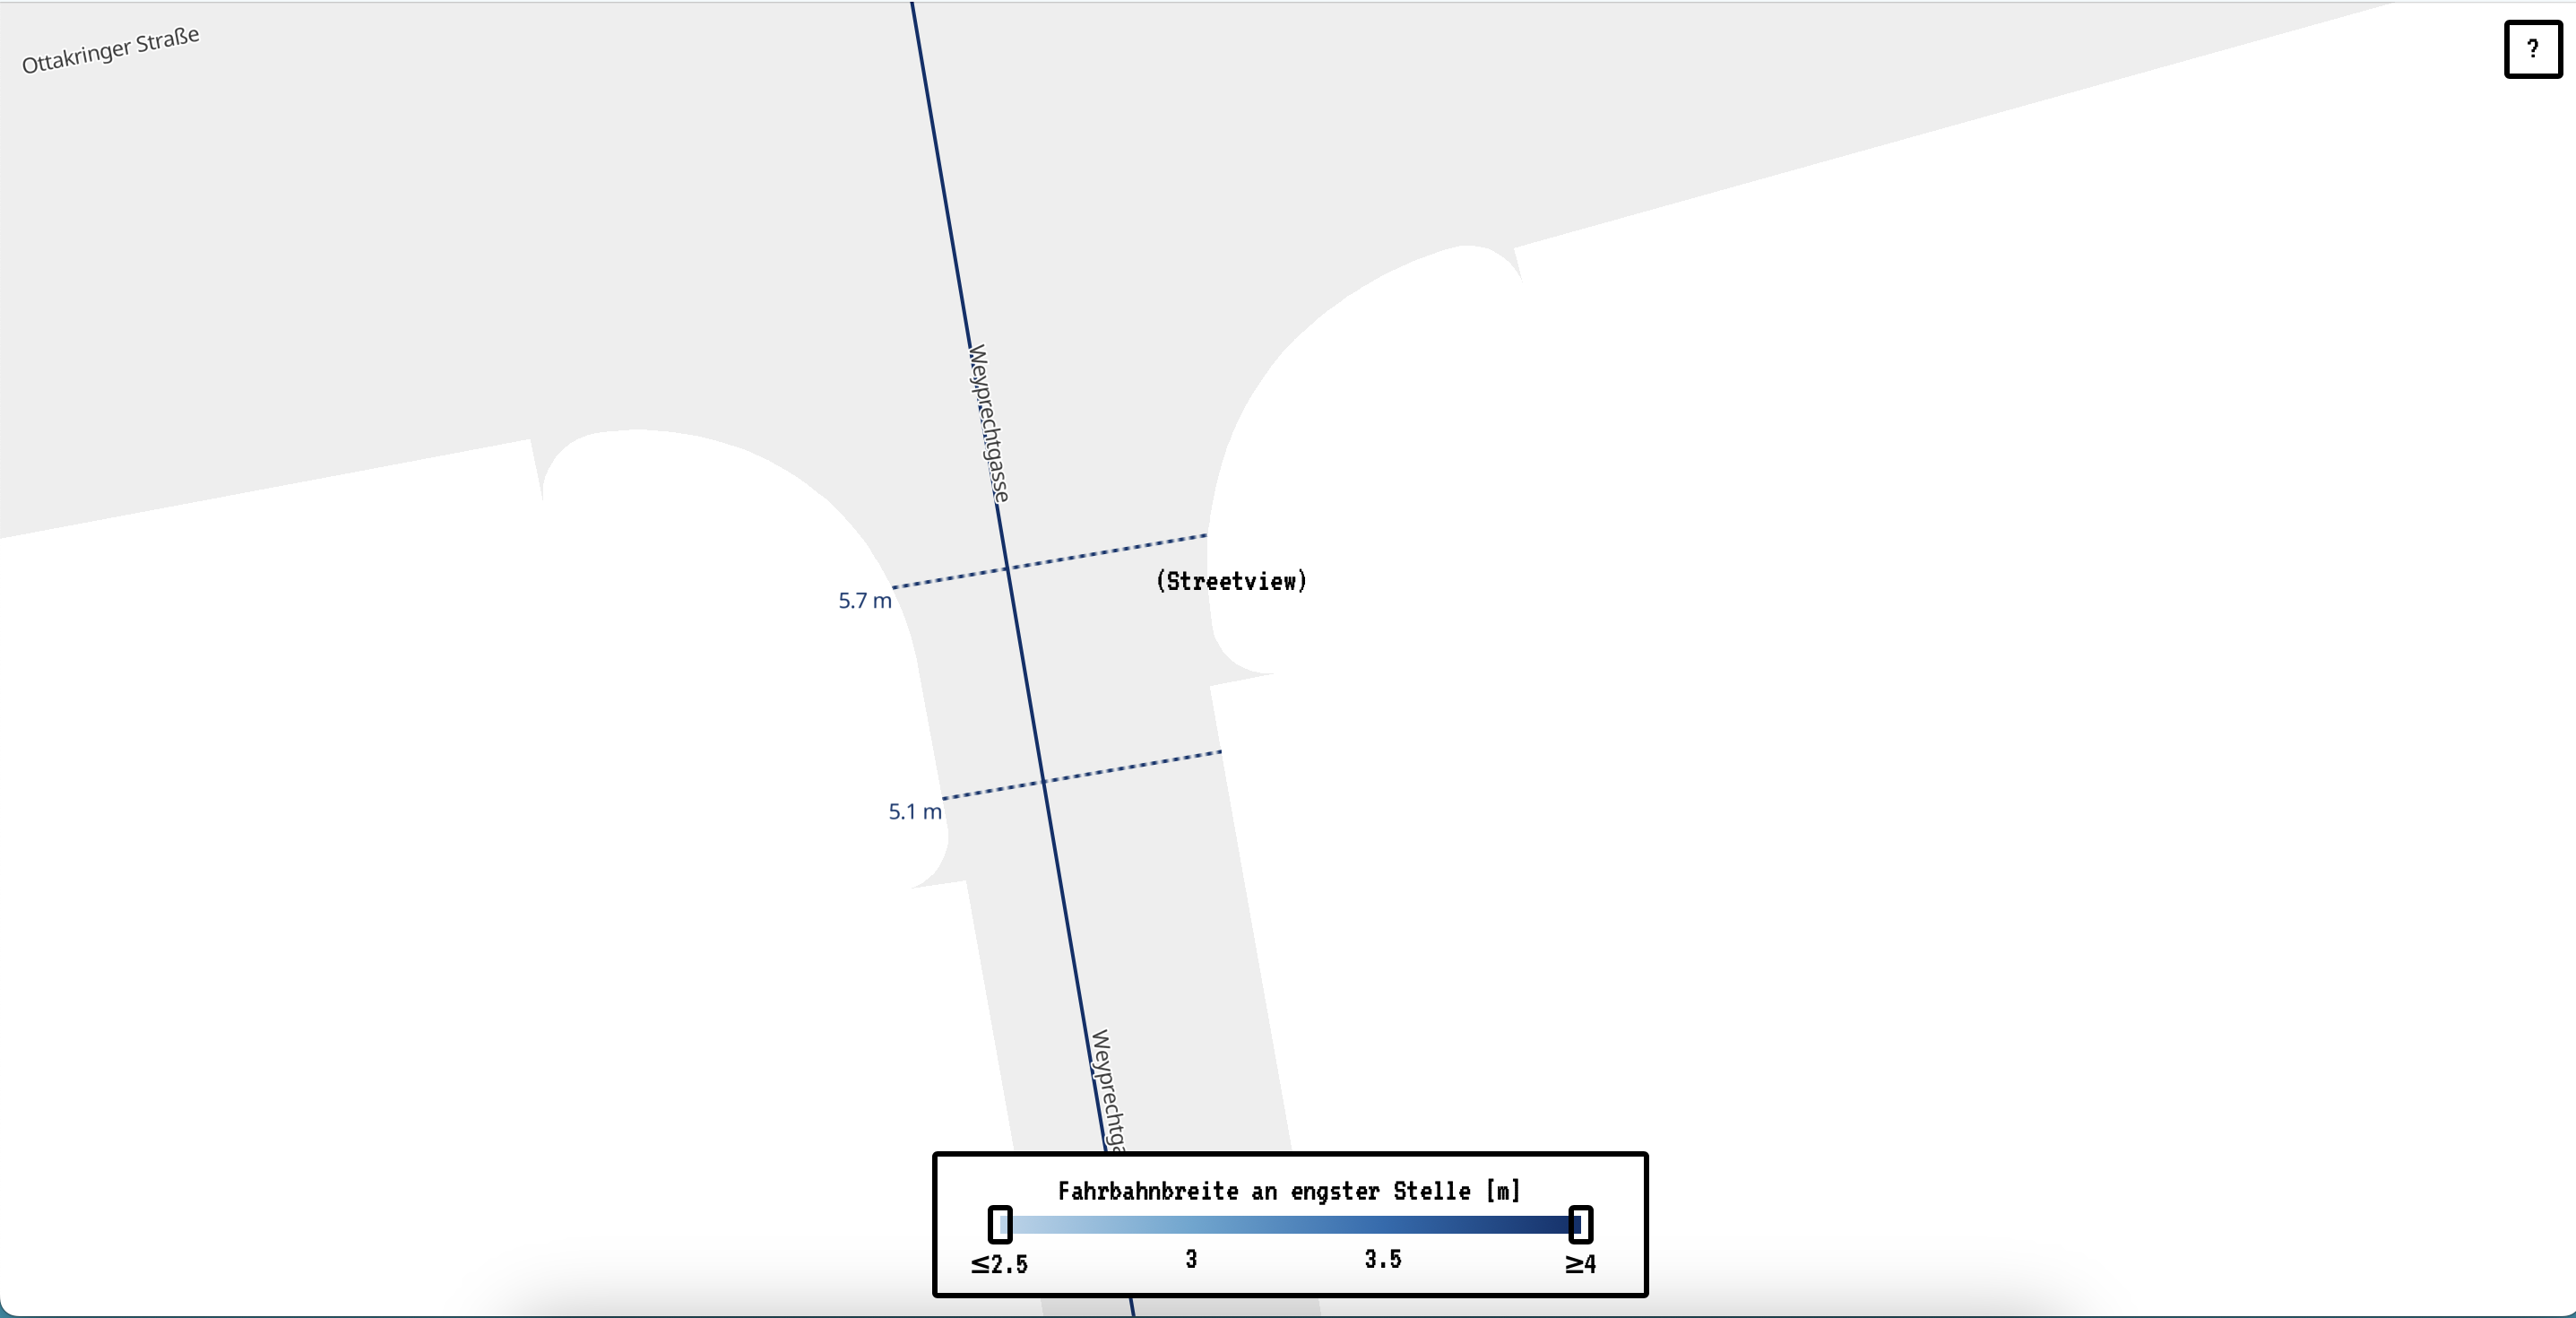 Ottakringer Straße
?
Weyprechtgasse
(Streetview)
5.7 m
5.1 m
Weyprechtga
Fahrbahnbreite an engster Stelle [m]
≤2.5 3 3.5 ≥4